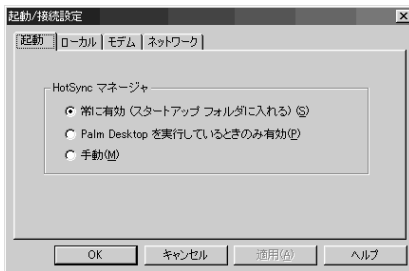 起動/接続設定
起動 ローカル モデム ネットワーク
HotSync マネージャ
常に有効 (スタートアップ フォルダに入れる) (S)
Palm Desktop を実行しているときのみ有効(P)
手動(M)
OK キャンセル 適用(A) ヘルプ